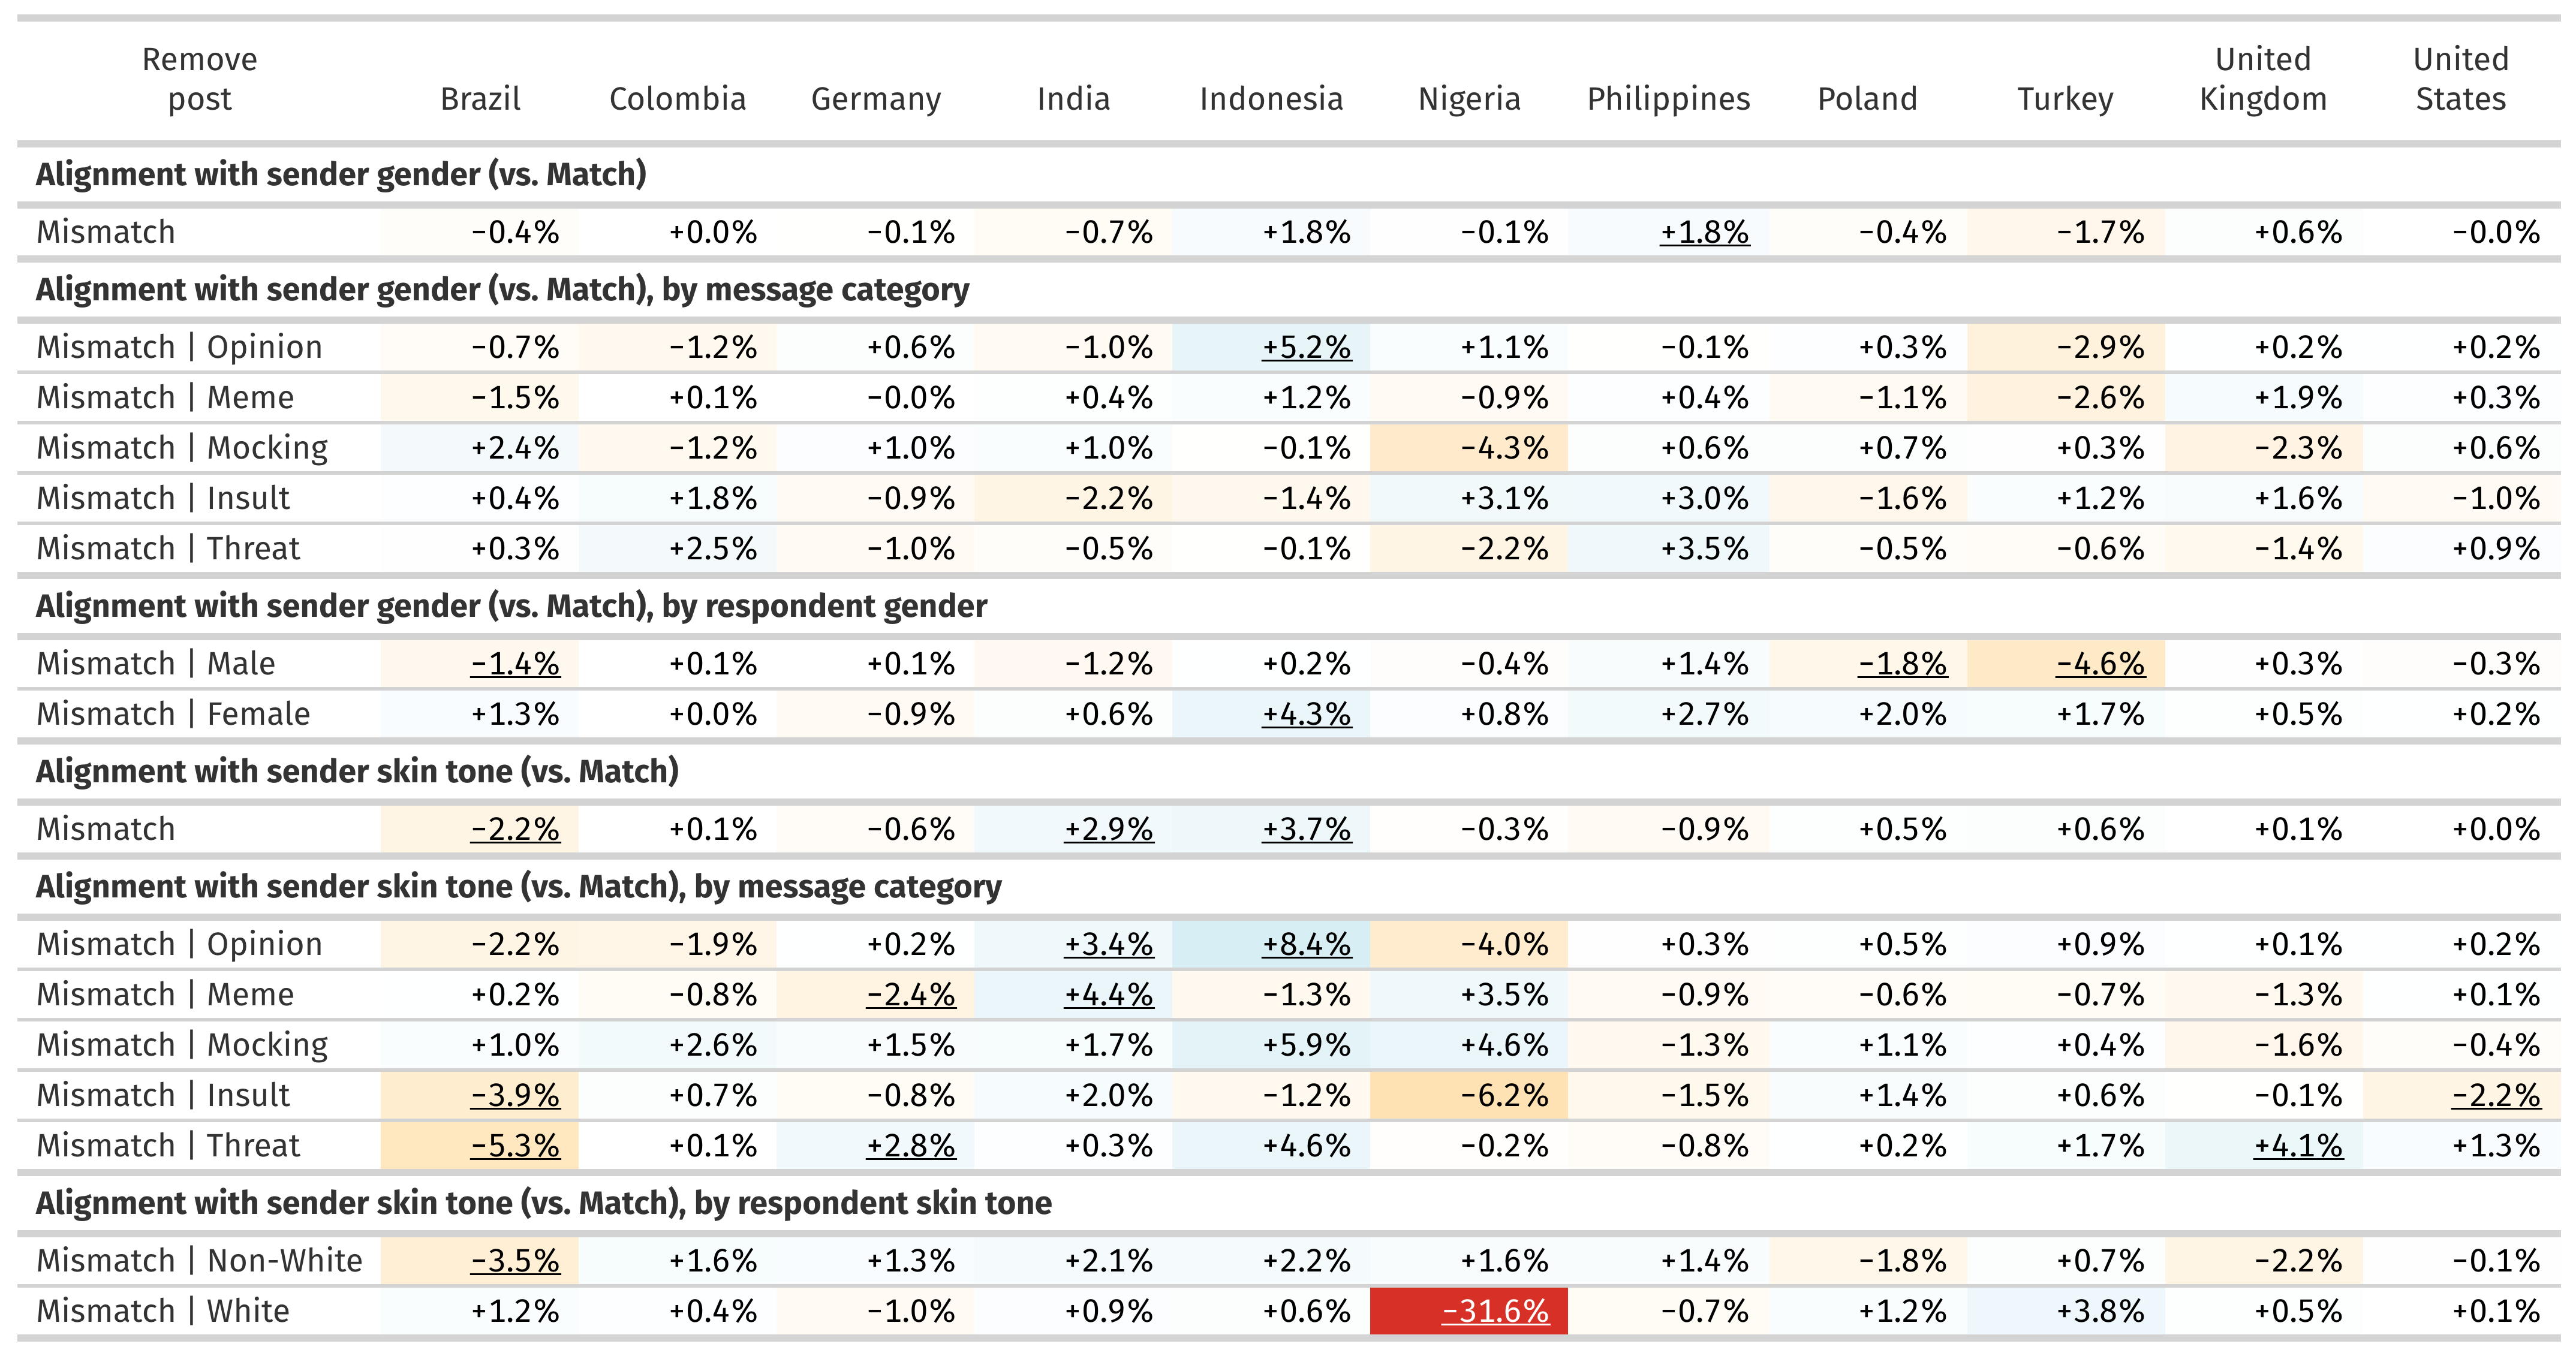 Remove post Brazil Colombia Germany India Indonesia Nigeria Philippines Poland Turkey United Kingdom United States
Alignment with sender gender (vs. Match)
Mismatch −0.4% +0.0% −0.1% −0.7% +1.8% −0.1% +1.8% −0.4% −1.7% +0.6% −0.0%
Alignment with sender gender (vs. Match), by message category
Mismatch | Opinion −0.7% −1.2% +0.6% −1.0% +5.2% +1.1% −0.1% +0.3% −2.9% +0.2% +0.2%
Mismatch | Meme −1.5% +0.1% −0.0% +0.4% +1.2% −0.9% +0.4% −1.1% −2.6% +1.9% +0.3%
Mismatch | Mocking +2.4% −1.2% +1.0% +1.0% −0.1% −4.3% +0.6% +0.7% +0.3% −2.3% +0.6%
Mismatch | Insult +0.4% +1.8% −0.9% −2.2% −1.4% +3.1% +3.0% −1.6% +1.2% +1.6% −1.0%
Mismatch | Threat +0.3% +2.5% −1.0% −0.5% −0.1% −2.2% +3.5% −0.5% −0.6% −1.4% +0.9%
Alignment with sender gender (vs. Match), by respondent gender
Mismatch | Male −1.4% +0.1% +0.1% −1.2% +0.2% −0.4% +1.4% −1.8% −4.6% +0.3% −0.3%
Mismatch | Female +1.3% +0.0% −0.9% +0.6% +4.3% +0.8% +2.7% +2.0% +1.7% +0.5% +0.2%
Alignment with sender skin tone (vs. Match)
Mismatch −2.2% +0.1% −0.6% +2.9% +3.7% −0.3% −0.9% +0.5% +0.6% +0.1% +0.0%
Alignment with sender skin tone (vs. Match), by message category
Mismatch | Opinion −2.2% −1.9% +0.2% +3.4% +8.4% −4.0% +0.3% +0.5% +0.9% +0.1% +0.2%
Mismatch | Meme +0.2% −0.8% −2.4% +4.4% −1.3% +3.5% −0.9% −0.6% −0.7% −1.3% +0.1%
Mismatch | Mocking +1.0% +2.6% +1.5% +1.7% +5.9% +4.6% −1.3% +1.1% +0.4% −1.6% −0.4%
Mismatch | Insult −3.9% +0.7% −0.8% +2.0% −1.2% −6.2% −1.5% +1.4% +0.6% −0.1% −2.2%
Mismatch | Threat −5.3% +0.1% +2.8% +0.3% +4.6% −0.2% −0.8% +0.2% +1.7% +4.1% +1.3%
Alignment with sender skin tone (vs. Match), by respondent skin tone
Mismatch | Non-White −3.5% +1.6% +1.3% +2.1% +2.2% +1.6% +1.4% −1.8% +0.7% −2.2% −0.1%
Mismatch | White +1.2% +0.4% −1.0% +0.9% +0.6% −31.6% −0.7% +1.2% +3.8% +0.5% +0.1%